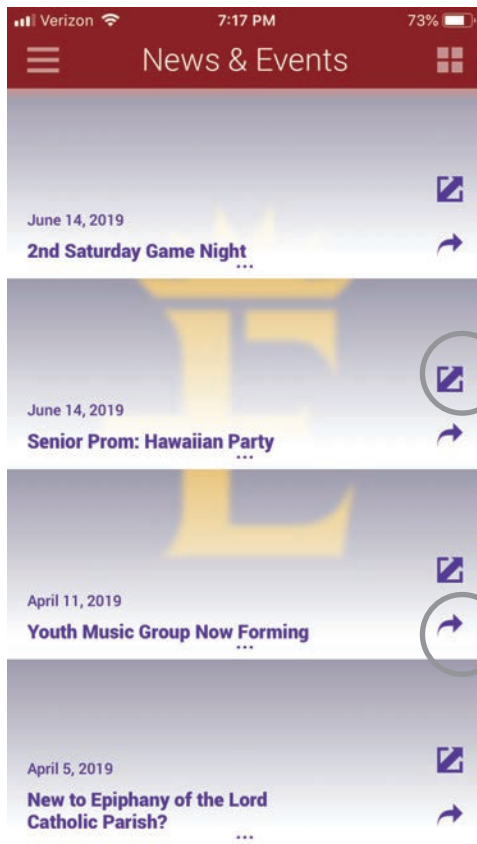 Verizon 7:17 PM 73%
News & Events
June 14, 2019
2nd Saturday Game Night
...
June 14, 2019
Senior Prom: Hawaiian Party
...
April 11, 2019
Youth Music Group Now Forming
...
April 5, 2019
New to Epiphany of the Lord
Catholic Parish?
...
E